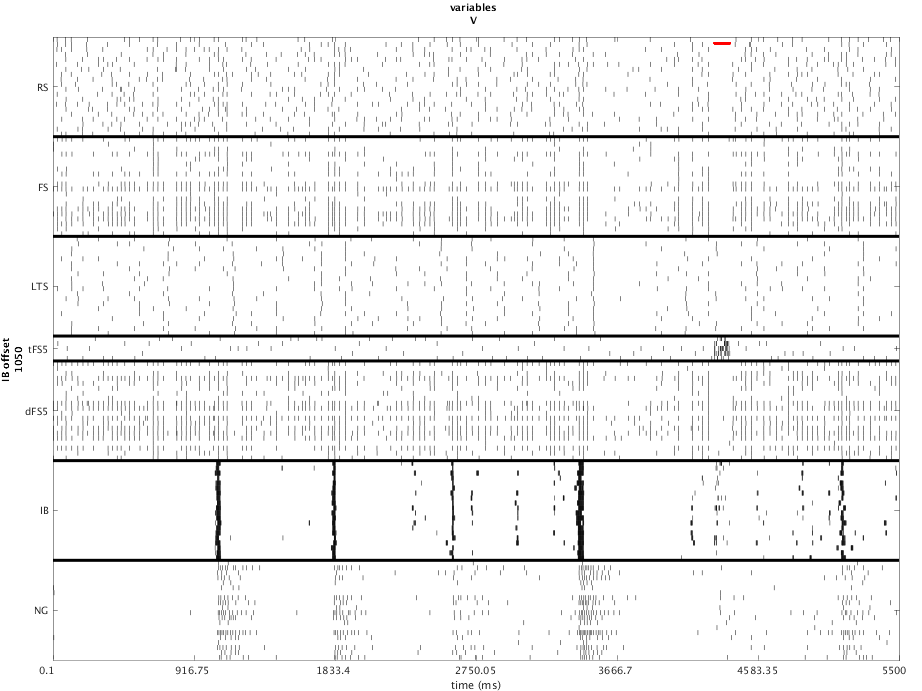 variables
V
RS
FS
LTS
IB offset
1050
tFS5
dFS5
IB
NG
0.1 916.75 1833.4 2750.05 3666.7 4583.35 5500
time (ms)